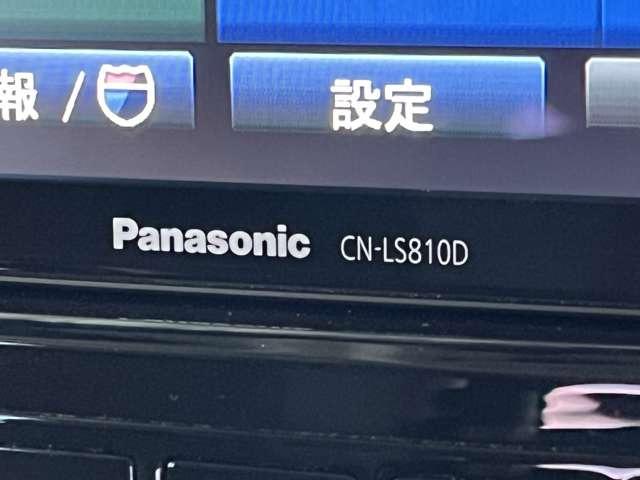 報 / 設定
Panasonic CN-LS810D